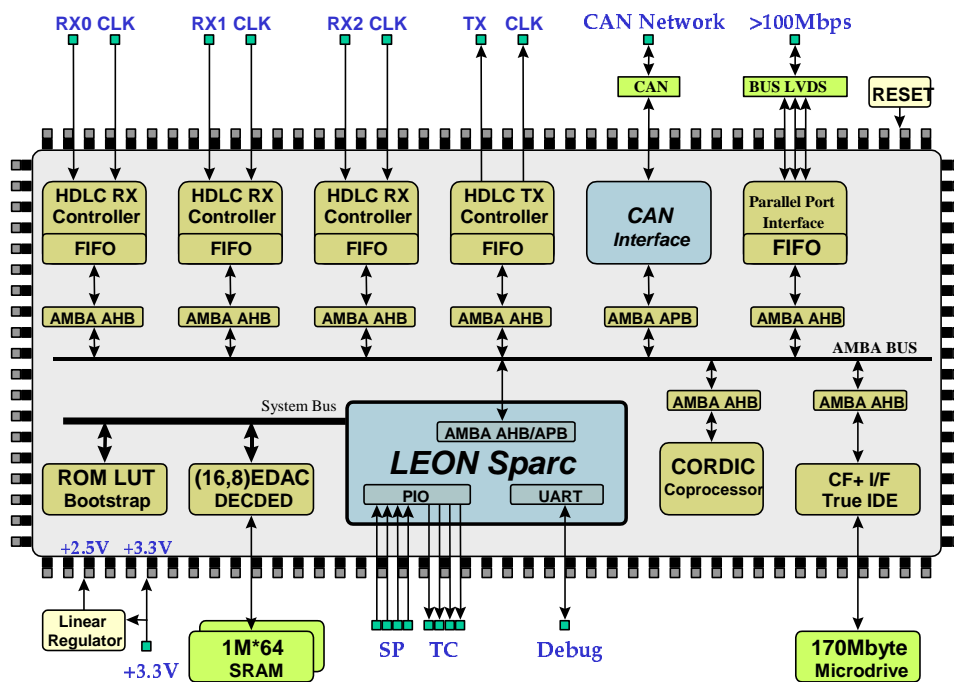 RX0 CLK
RX1 CLK
RX2 CLK
TX CLK
CAN Network
>100Mbps
CAN
BUS LVDS
RESET
HDLC RX
Controller
FIFO
HDLC RX
Controller
FIFO
HDLC RX
Controller
FIFO
HDLC TX
Controller
FIFO
CAN
Interface
Parallel Port
Interface
FIFO
AMBA AHB
AMBA AHB
AMBA AHB
AMBA AHB
AMBA APB
AMBA AHB
AMBA BUS
System Bus
AMBA AHB/APB
LEON Sparc
PIO
UART
AMBA AHB
AMBA AHB
ROM LUT
Bootstrap
(16,8)EDAC
DECDED
CORDIC
Coprocessor
CF+ I/F
True IDE
+2.5V
+3.3V
Linear
Regulator
+3.3V
1M*64
SRAM
SP
TC
Debug
170Mbyte
Microdrive